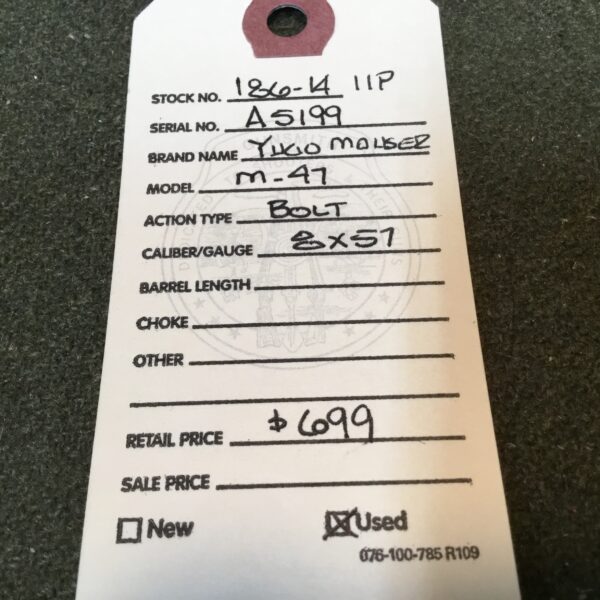 STOCK NO. 186-14 11P
SERIAL NO. A5199
BRAND NAME YUGO MAUSER
MODEL M-47
ACTION TYPE BOLT
CALIBER/GAUGE 8x57
BARREL LENGTH
CHOKE
OTHER
RETAIL PRICE $699
SALE PRICE
New Used
076-100-785 R109